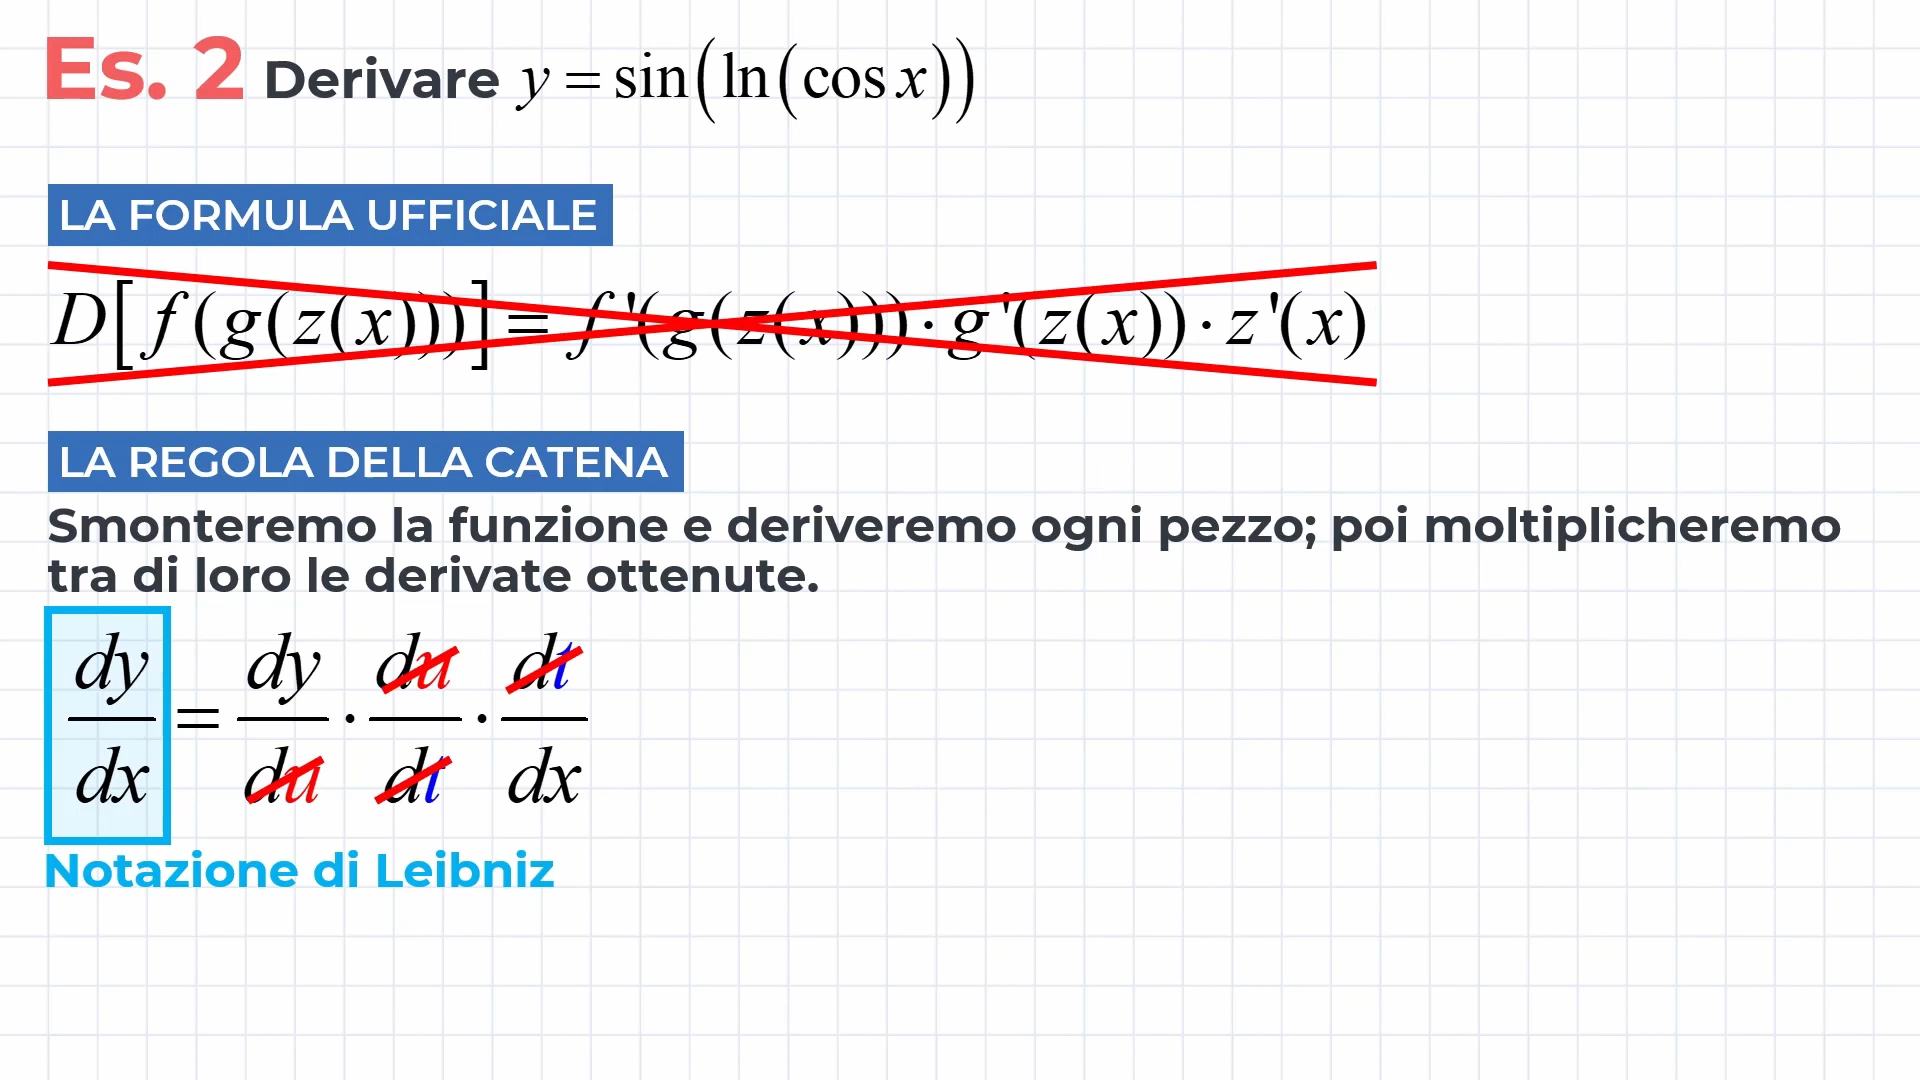 Es. 2 Derivare y = sin(ln(cos x))
LA FORMULA UFFICIALE
D[f(g(z(x)))] = f'(g(z(x)))·g'(z(x))·z'(x)
LA REGOLA DELLA CATENA
Smonteremo la funzione e deriveremo ogni pezzo; poi moltiplicheremo
tra di loro le derivate ottenute.
dy/dx = dy/du · du/dt · dt/dx
Notazione di Leibniz